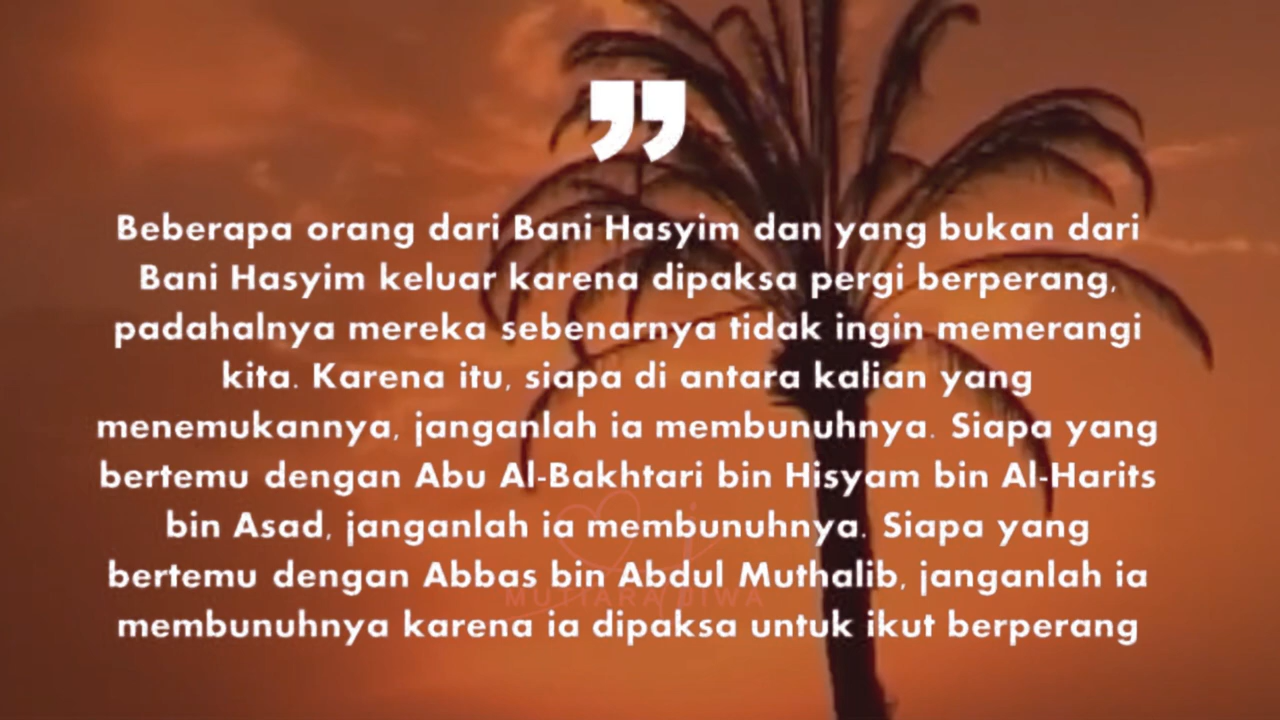 ”
Beberapa orang dari Bani Hasyim dan yang bukan dari
Bani Hasyim keluar karena dipaksa pergi berperang,
padahalnya mereka sebenarnya tidak ingin memerangi
kita. Karena itu, siapa di antara kalian yang
menemukannya, janganlah ia membunuhnya. Siapa yang
bertemu dengan Abu Al-Bakhtari bin Hisyam bin Al-Harits
bin Asad, janganlah ia membunuhnya. Siapa yang
bertemu dengan Abbas bin Abdul Muthalib, janganlah ia
MUTIARA JIWA
membunuhnya karena ia dipaksa untuk ikut berperang